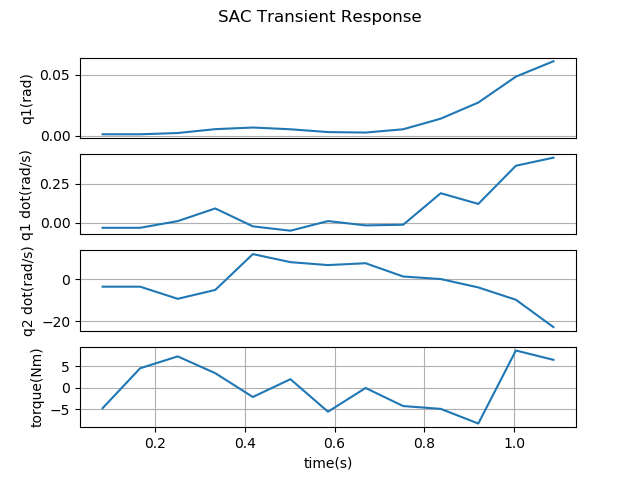 SAC Transient Response
q1(rad)
0.05
0.00
q1 dot(rad/s)
0.25
0.00
q2 dot(rad/s)
0
−20
torque(Nm)
5
0
−5
0.2 0.4 0.6 0.8 1.0
time(s)